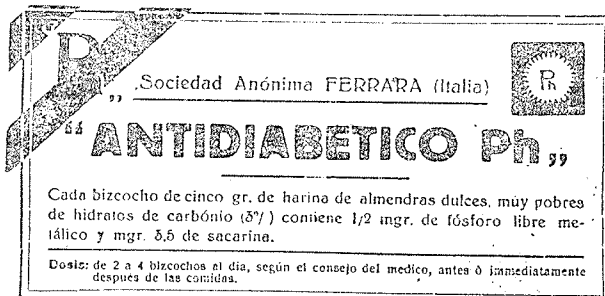 Ph
„ Sociedad Anónima FERRARA (Italia)
Ph
“ANTIDIABETICO Ph„
Cada bizcocho de cinco gr. de harina de almendras dulces, muy pobres
de hidratos de carbónio (5°/) contiene 1/2 mgr. de fósforo libre me-
tálico y mgr. 5,5 de sacarina.
Dosis: de 2 a 4 bizcochos al día, según el consejo del medico, antes ò immediatamente
después de las comidas.